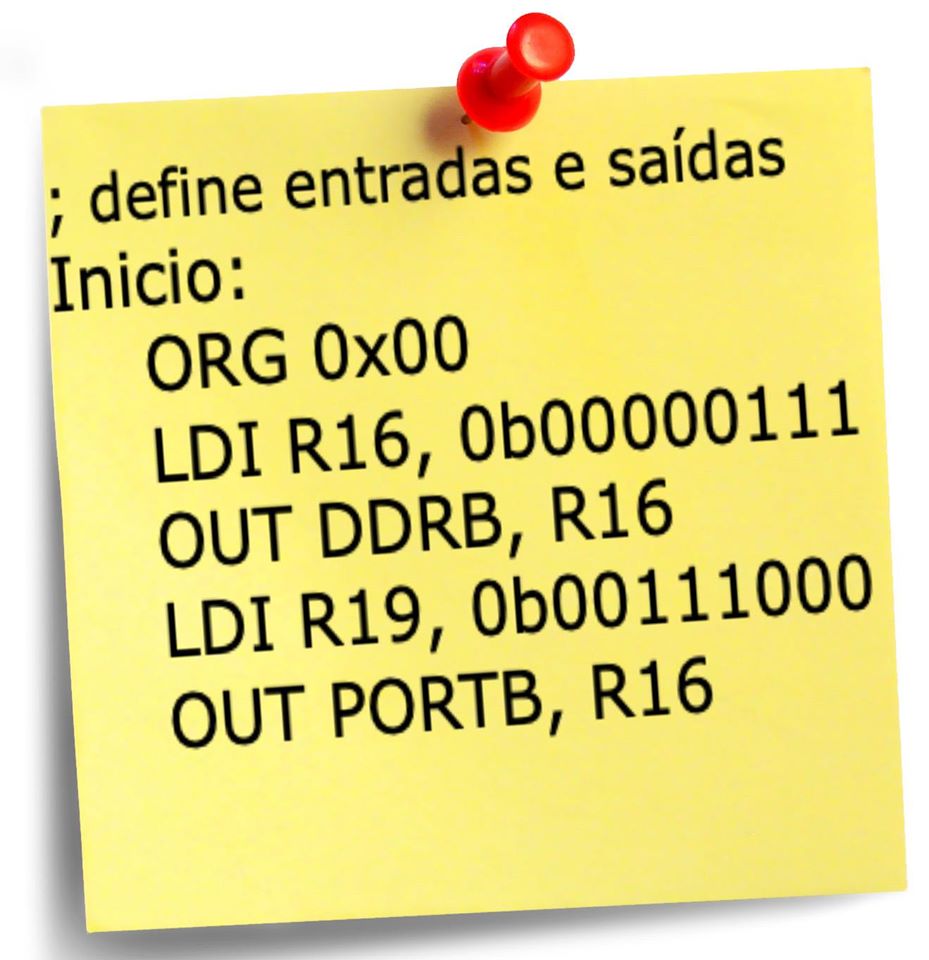 ; define entradas e saídas
Inicio:
ORG 0x00
LDI R16, 0b00000111
OUT DDRB, R16
LDI R19, 0b00111000
OUT PORTB, R16